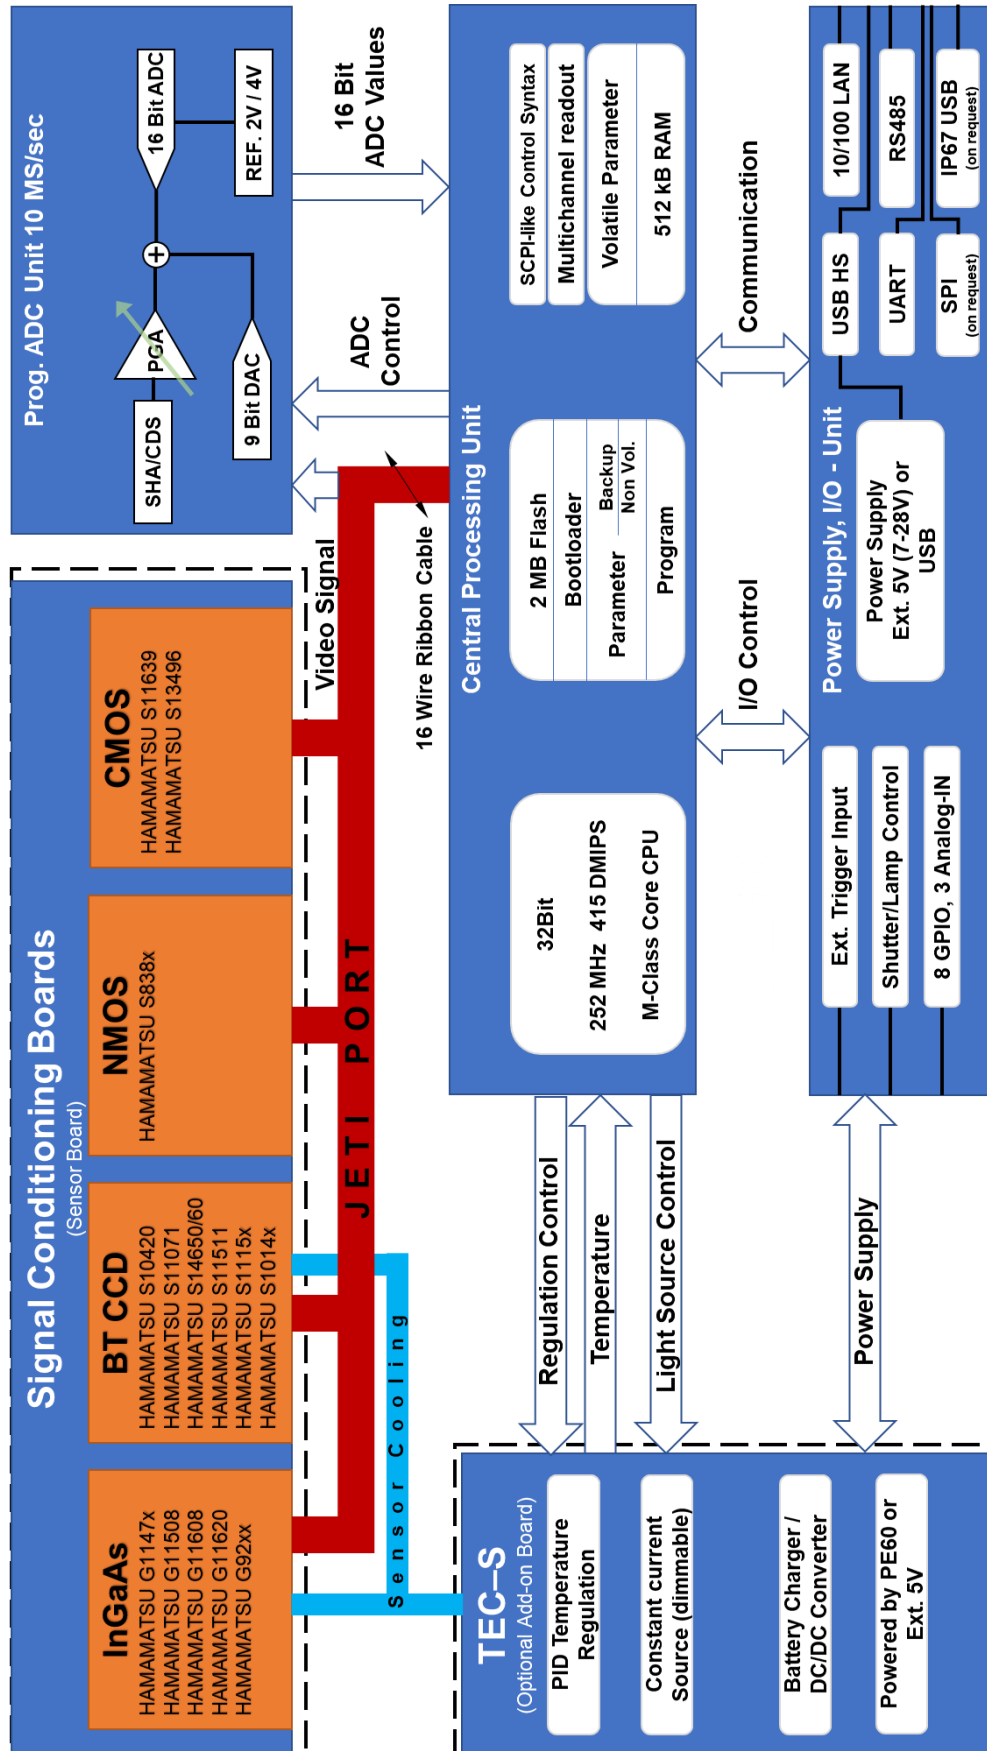 Signal Conditioning Boards
(Sensor Board)
InGaAs
HAMAMATSU G1147x
HAMAMATSU G11508
HAMAMATSU G11608
HAMAMATSU G11620
HAMAMATSU G92xx
BT CCD
HAMAMATSU S10420
HAMAMATSU S11071
HAMAMATSU S14650/60
HAMAMATSU S11511
HAMAMATSU S1115x
HAMAMATSU S1014x
NMOS
HAMAMATSU S838x
CMOS
HAMAMATSU S11639
HAMAMATSU S13496
Prog. ADC Unit 10 MS/sec
SHA/CDS
PGA
+
16 Bit ADC
9 Bit DAC
REF. 2V / 4V
JETI PORT
Sensor Cooling
Video Signal
16 Wire Ribbon Cable
ADC
Control
16 Bit
ADC Values
TEC–S
(Optional Add-on Board)
PID Temperature
Regulation
Constant current
Source (dimmable)
Battery Charger /
DC/DC Converter
Powered by PE60 or
Ext. 5V
Regulation Control
Temperature
Light Source Control
Power Supply
Central Processing Unit
32Bit
252 MHz 415 DMIPS
M-Class Core CPU
2 MB Flash
Bootloader
Parameter
Backup
Non Vol.
Program
SCPI-like Control Syntax
Multichannel readout
Volatile Parameter
512 kB RAM
I/O Control
Communication
Power Supply, I/O - Unit
Ext. Trigger Input
Shutter/Lamp Control
8 GPIO, 3 Analog-IN
Power Supply
Ext. 5V (7-28V) or
USB
USB HS
10/100 LAN
UART
RS485
SPI
(on request)
IP67 USB
(on request)